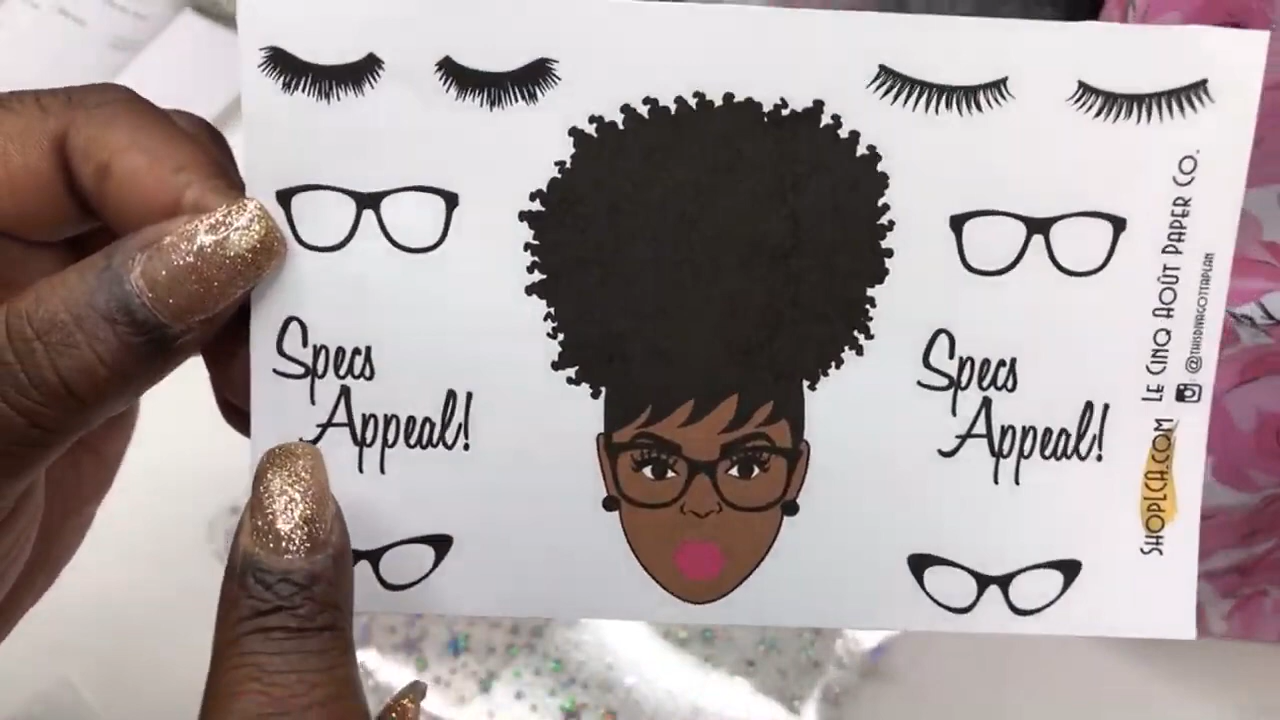 Specs
Appeal!
Specs
Appeal!
SHOPLCA.COM LE CINQ AOÛT PAPER CO.
@THISDIVAGOTTAPLAN